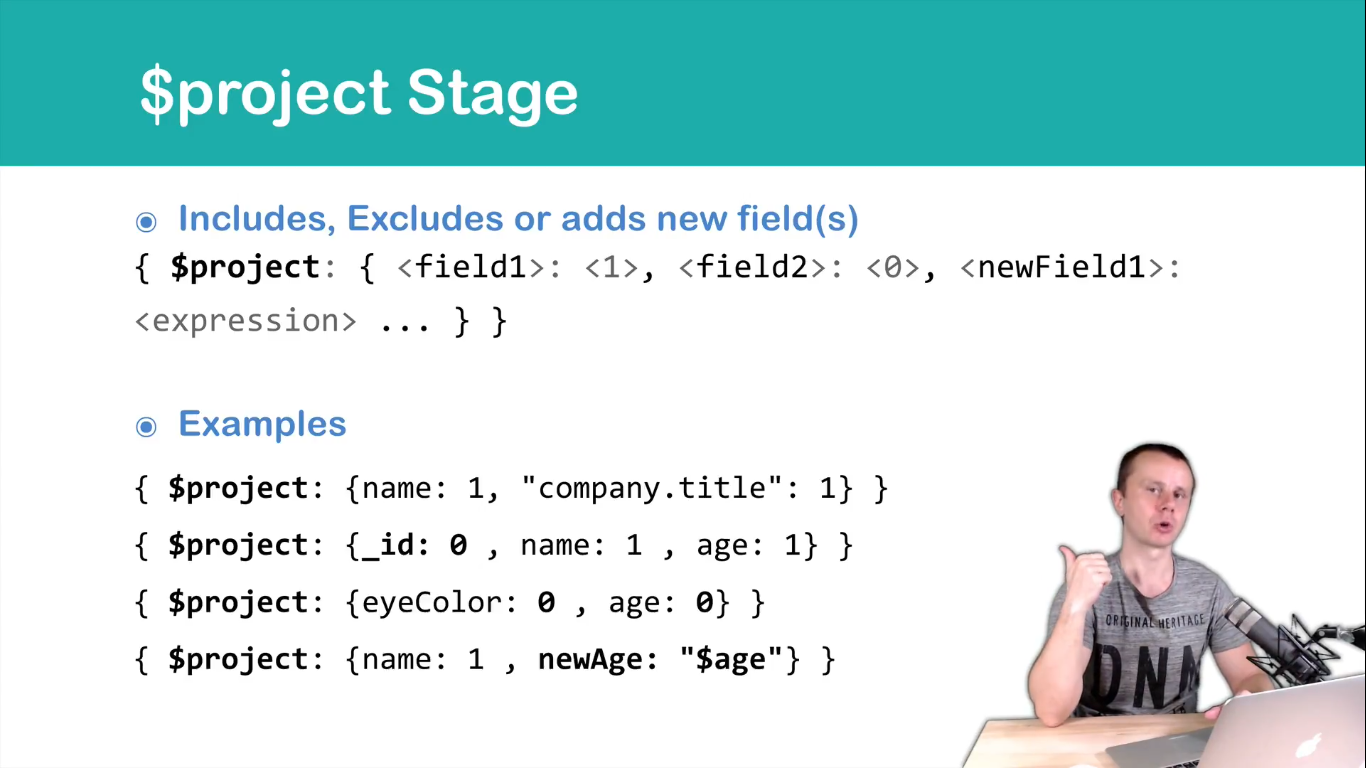 $project Stage
Includes, Excludes or adds new field(s)
{ $project: { <field1>: <1>, <field2>: <0>, <newField1>:
<expression> ... } }
Examples
{ $project: {name: 1, "company.title": 1} }
{ $project: {_id: 0 , name: 1 , age: 1} }
{ $project: {eyeColor: 0 , age: 0} }
{ $project: {name: 1 , newAge: "$age"} }
ORIGINAL HERITAGE
DNM